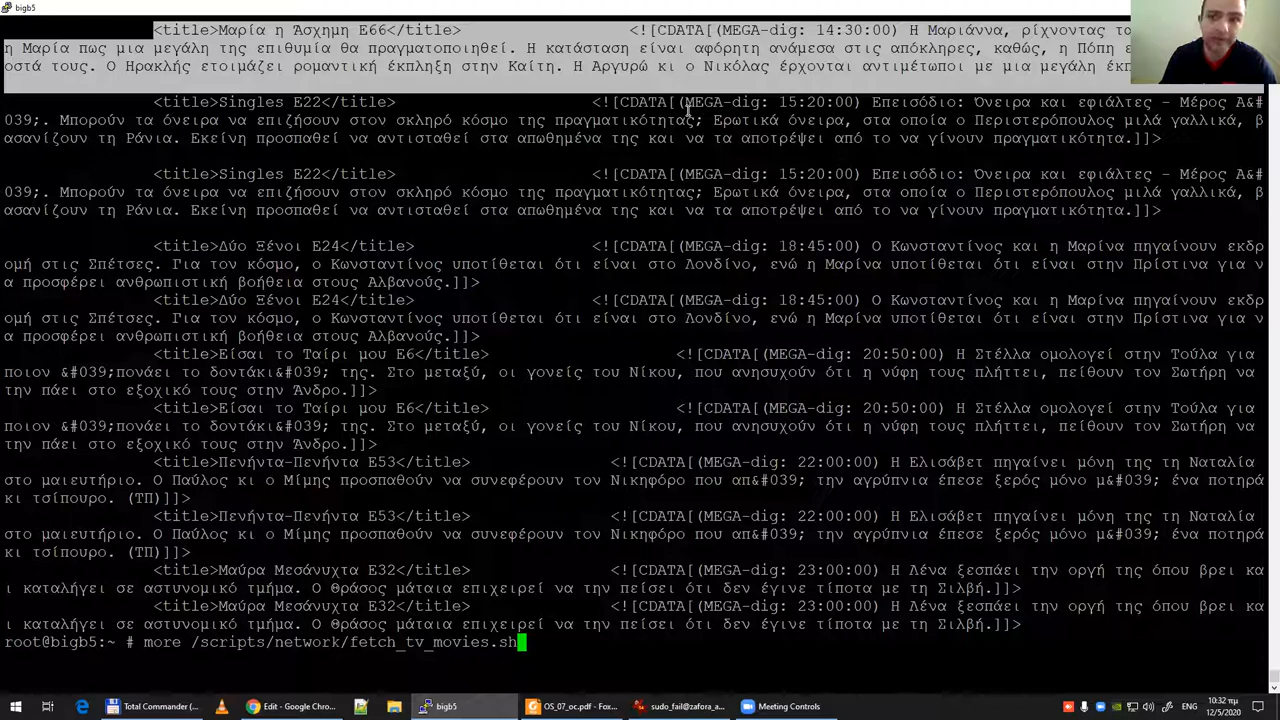 bigb5
<title>Μαρία η Άσχημη E66</title> <![CDATA[(MEGA-dig: 14:30:00) Η Μαριάννα, ρίχνοντας
η Μαρία πως μια μεγάλη της επιθυμία θα πραγματοποιηθεί. Η κατάσταση είναι αφόρητη ανάμεσα στις απόκληρες, καθώς, η Πόπη
οστά τους. Ο Ηρακλής ετοιμάζει ρομαντική έκπληξη στην Καίτη. Η Αργυρώ κι ο Νικόλας έρχονται αντιμέτωποι με μια μεγάλη
<title>Singles E22</title> <![CDATA[(MEGA-dig: 15:20:00) Επεισόδιο: Όνειρα και εφιάλτες - Μέρος Α&#
039;. Μπορούν τα όνειρα να επιζήσουν στον σκληρό κόσμο της πραγματικότητας; Ερωτικά όνειρα, στα οποία ο Περιστερόπουλος μιλά γαλλικά, β
ασανίζουν τη Ράνια. Εκείνη προσπαθεί να αντισταθεί στα απωθημένα της και να τα αποτρέψει από το να γίνουν πραγματικότητα.]]>
<title>Singles E22</title> <![CDATA[(MEGA-dig: 15:20:00) Επεισόδιο: Όνειρα και εφιάλτες - Μέρος Α&#
039;. Μπορούν τα όνειρα να επιζήσουν στον σκληρό κόσμο της πραγματικότητας; Ερωτικά όνειρα, στα οποία ο Περιστερόπουλος μιλά γαλλικά, β
ασανίζουν τη Ράνια. Εκείνη προσπαθεί να αντισταθεί στα απωθημένα της και να τα αποτρέψει από το να γίνουν πραγματικότητα.]]>
<title>Δύο Ξένοι E24</title> <![CDATA[(MEGA-dig: 18:45:00) Ο Κωνσταντίνος και η Μαρίνα πηγαίνουν εκδρ
ομή στις Σπέτσες. Για τον κόσμο, ο Κωνσταντίνος υποτίθεται ότι είναι στο Λονδίνο, ενώ η Μαρίνα υποτίθεται ότι είναι στην Πρίστινα για ν
α προσφέρει ανθρωπιστική βοήθεια στους Αλβανούς.]]>
<title>Δύο Ξένοι E24</title> <![CDATA[(MEGA-dig: 18:45:00) Ο Κωνσταντίνος και η Μαρίνα πηγαίνουν εκδρ
ομή στις Σπέτσες. Για τον κόσμο, ο Κωνσταντίνος υποτίθεται ότι είναι στο Λονδίνο, ενώ η Μαρίνα υποτίθεται ότι είναι στην Πρίστινα για ν
α προσφέρει ανθρωπιστική βοήθεια στους Αλβανούς.]]>
<title>Είσαι το Ταίρι μου E6</title> <![CDATA[(MEGA-dig: 20:50:00) Η Στέλλα ομολογεί στην Τούλα για
ποιον &#039;πονάει το δοντάκι&#039; της. Στο μεταξύ, οι γονείς του Νίκου, που ανησυχούν ότι η νύφη τους πλήττει, πείθουν τον Σωτήρη να
την πάει στο εξοχικό τους στην Άνδρο.]]>
<title>Είσαι το Ταίρι μου E6</title> <![CDATA[(MEGA-dig: 20:50:00) Η Στέλλα ομολογεί στην Τούλα για
ποιον &#039;πονάει το δοντάκι&#039; της. Στο μεταξύ, οι γονείς του Νίκου, που ανησυχούν ότι η νύφη τους πλήττει, πείθουν τον Σωτήρη να
την πάει στο εξοχικό τους στην Άνδρο.]]>
<title>Πενήντα-Πενήντα E53</title> <![CDATA[(MEGA-dig: 22:00:00) Η Ελισάβετ πηγαίνει μόνη της τη Ναταλία
στο μαιευτήριο. Ο Παύλος κι ο Μίμης προσπαθούν να συνεφέρουν τον Νικηφόρο που απ&#039; την αγρύπνια έπεσε ξερός μόνο μ&#039; ένα ποτηρά
κι τσίπουρο. (ΤΠ)]]>
<title>Πενήντα-Πενήντα E53</title> <![CDATA[(MEGA-dig: 22:00:00) Η Ελισάβετ πηγαίνει μόνη της τη Ναταλία
στο μαιευτήριο. Ο Παύλος κι ο Μίμης προσπαθούν να συνεφέρουν τον Νικηφόρο που απ&#039; την αγρύπνια έπεσε ξερός μόνο μ&#039; ένα ποτηρά
κι τσίπουρο. (ΤΠ)]]>
<title>Μαύρα Μεσάνυχτα E32</title> <![CDATA[(MEGA-dig: 23:00:00) Η Λένα ξεσπάει την οργή της όπου βρει κα
ι καταλήγει σε αστυνομικό τμήμα. Ο Θράσος μάταια επιχειρεί να την πείσει ότι δεν έγινε τίποτα με τη Σιλβή.]]>
<title>Μαύρα Μεσάνυχτα E32</title> <![CDATA[(MEGA-dig: 23:00:00) Η Λένα ξεσπάει την οργή της όπου βρει κα
ι καταλήγει σε αστυνομικό τμήμα. Ο Θράσος μάταια επιχειρεί να την πείσει ότι δεν έγινε τίποτα με τη Σιλβή.]]>
root@bigb5:~ # more /scripts/network/fetch_tv_movies.sh
Total Commander (... Edit - Google Chro... bigb5 OS_07_oc.pdf - Fox... sudo_fail@zafora_a... Meeting Controls ΕΛ 10:32 πμ
12/5/2020